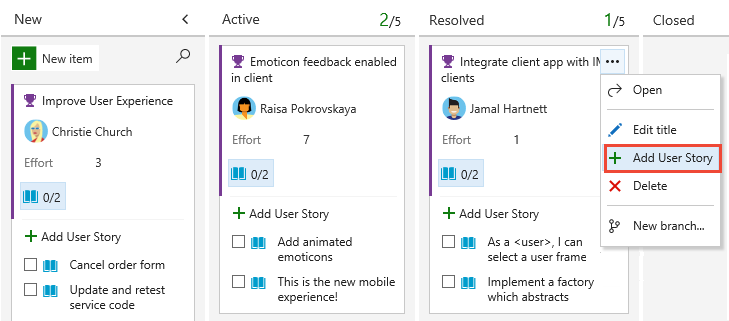 New
New item
Improve User Experience
Christie Church
Effort 3
0/2
Add User Story
Cancel order form
Update and retest
service code
Active 2/5
Emoticon feedback enabled
in client
Raisa Pokrovskaya
Effort 7
0/2
Add User Story
Add animated
emoticons
This is the new mobile
experience!
Resolved 1/5
Integrate client app with IM
clients
Jamal Hartnett
Effort 1
0/2
Add User Story
As a <user>, I can
select a user frame
Implement a factory
which abstracts
Closed
Open
Edit title
Add User Story
Delete
New branch...